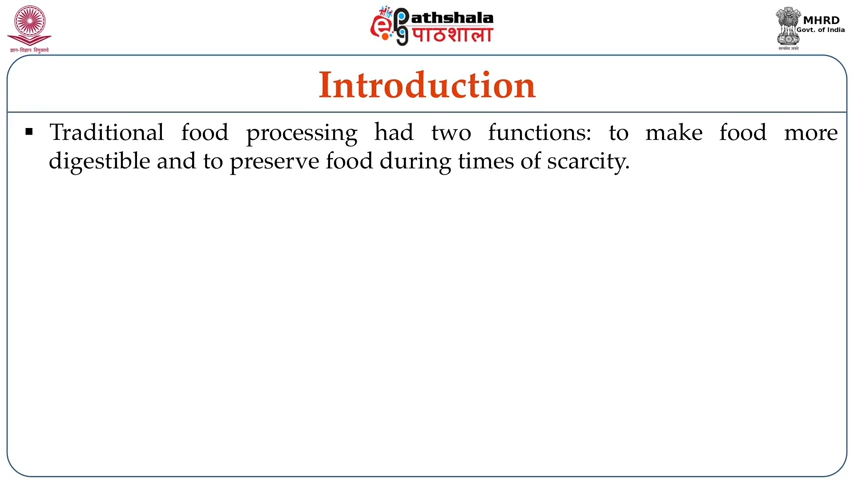 ePathshala
पाठशाला
MHRD
Govt. of India
Introduction
▪ Traditional food processing had two functions: to make food more
digestible and to preserve food during times of scarcity.